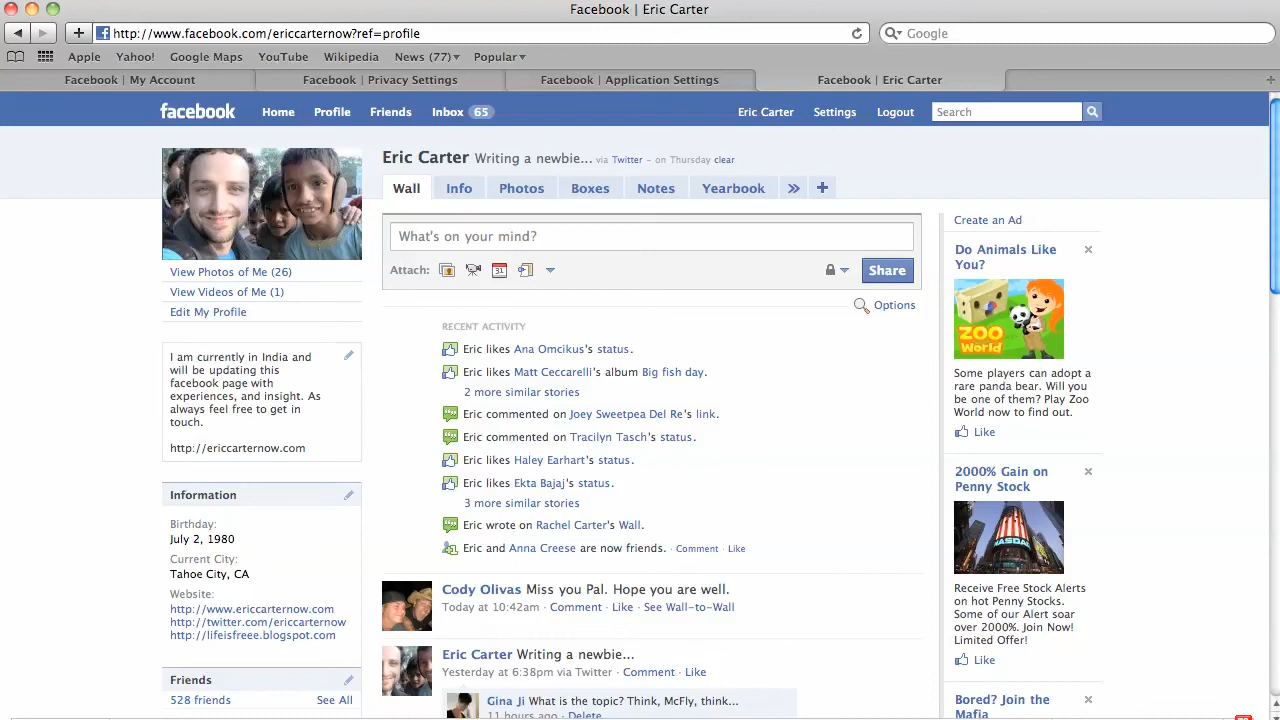 Facebook | Eric Carter
http://www.facebook.com/ericcarternow?ref=profile
Google
Apple Yahoo! Google Maps YouTube Wikipedia News (77) Popular
Facebook | My Account Facebook | Privacy Settings Facebook | Application Settings Facebook | Eric Carter
facebook Home Profile Friends Inbox 65 Eric Carter Settings Logout Search
Eric Carter Writing a newbie... via Twitter – on Thursday clear
Wall Info Photos Boxes Notes Yearbook » +
What's on your mind?
Attach: 31 Share
Options
View Photos of Me (26)
View Videos of Me (1)
Edit My Profile
I am currently in India and
will be updating this
facebook page with
experiences, and insight. As
always feel free to get in
touch.
http://ericcarternow.com
Information
Birthday:
July 2, 1980
Current City:
Tahoe City, CA
Website:
http://www.ericcarternow.com
http://twitter.com/ericcarternow
http://lifeisfreee.blogspot.com
Friends
528 friends See All
RECENT ACTIVITY
Eric likes Ana Omcikus's status.
Eric likes Matt Ceccarelli's album Big fish day.
2 more similar stories
Eric commented on Joey Sweetpea Del Re's link.
Eric commented on Tracilyn Tasch's status.
Eric likes Haley Earhart's status.
Eric likes Ekta Bajaj's status.
3 more similar stories
Eric wrote on Rachel Carter's Wall.
Eric and Anna Creese are now friends. · Comment · Like
Cody Olivas Miss you Pal. Hope you are well.
Today at 10:42am · Comment · Like · See Wall-to-Wall
Eric Carter Writing a newbie...
Yesterday at 6:38pm via Twitter · Comment · Like
Gina Ji What is the topic? Think, McFly, think...
11 hours ago · Delete
Create an Ad
Do Animals Like
You?
ZOO
World
Some players can adopt a
rare panda bear. Will you
be one of them? Play Zoo
World now to find out.
Like
2000% Gain on
Penny Stock
NASDAQ
Receive Free Stock Alerts
on hot Penny Stocks.
Some of our Alert soar
over 2000%. Join Now!
Limited Offer!
Like
Bored? Join the
Mafia